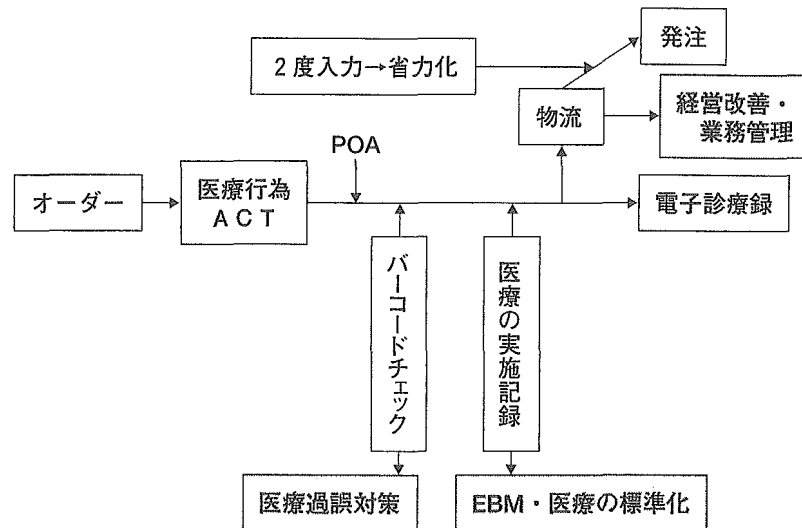 発注
2度入力→省力化
物流
経営改善・
業務管理
POA
オーダー
医療行為
ACT
電子診療録
バーコードチェック
医療の実施記録
医療過誤対策
EBM・医療の標準化